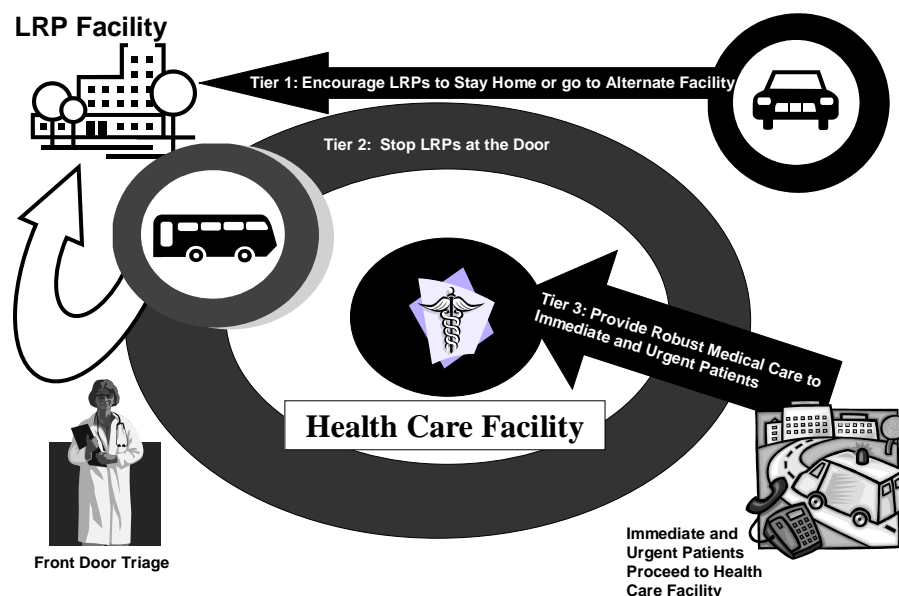 LRP Facility
Tier 1: Encourage LRPs to Stay Home or go to Alternate Facility
Tier 2: Stop LRPs at the Door
Tier 3: Provide Robust Medical Care to
Immediate and Urgent Patients
Health Care Facility
Front Door Triage
Immediate and
Urgent Patients
Proceed to Health
Care Facility